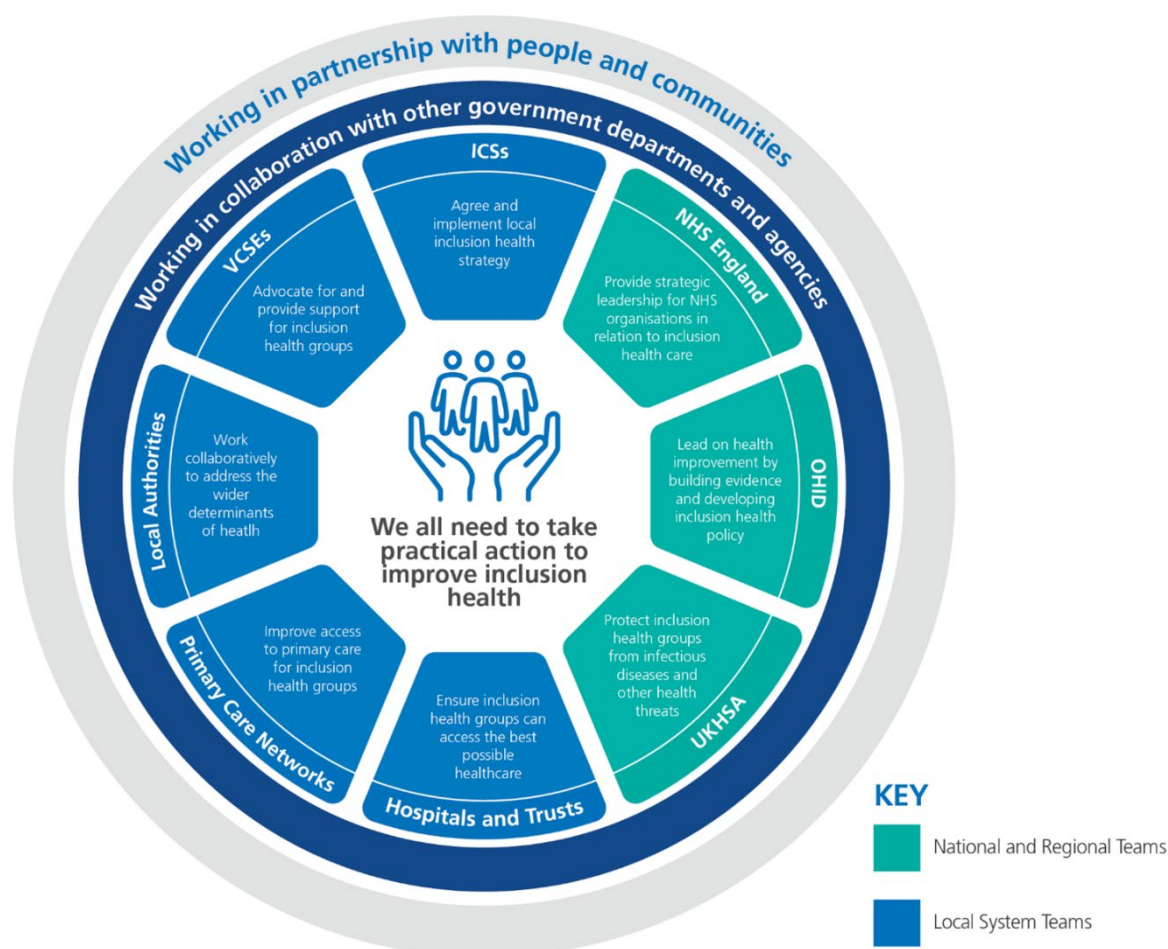 Working in partnership with people and communities
Working in collaboration with other government departments and agencies
ICSs
Agree and
implement local
inclusion health
strategy
NHS England
Provide strategic
leadership for NHS
organisations in
relation to inclusion
health care
OHID
Lead on health
improvement by
building evidence
and developing
inclusion health
policy
UKHSA
Protect inclusion
health groups
from infectious
diseases and
other health
threats
Hospitals and Trusts
Ensure inclusion
health groups can
access the best
possible
healthcare
Primary Care Networks
Improve access
to primary care
for inclusion
health groups
Local Authorities
Work
collaboratively
to address the
wider
determinants
of heatlh
VCSEs
Advocate for and
provide support
for inclusion
health groups
We all need to take
practical action to
improve inclusion
health
KEY
National and Regional Teams
Local System Teams